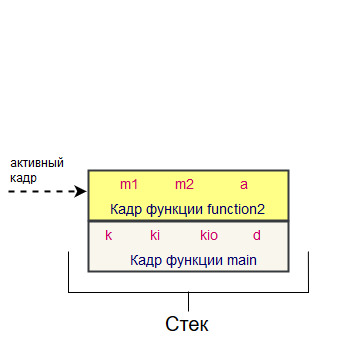 активный
кадр
m1 m2 a
Кадр функции function2
k ki kio d
Кадр функции main
Стек